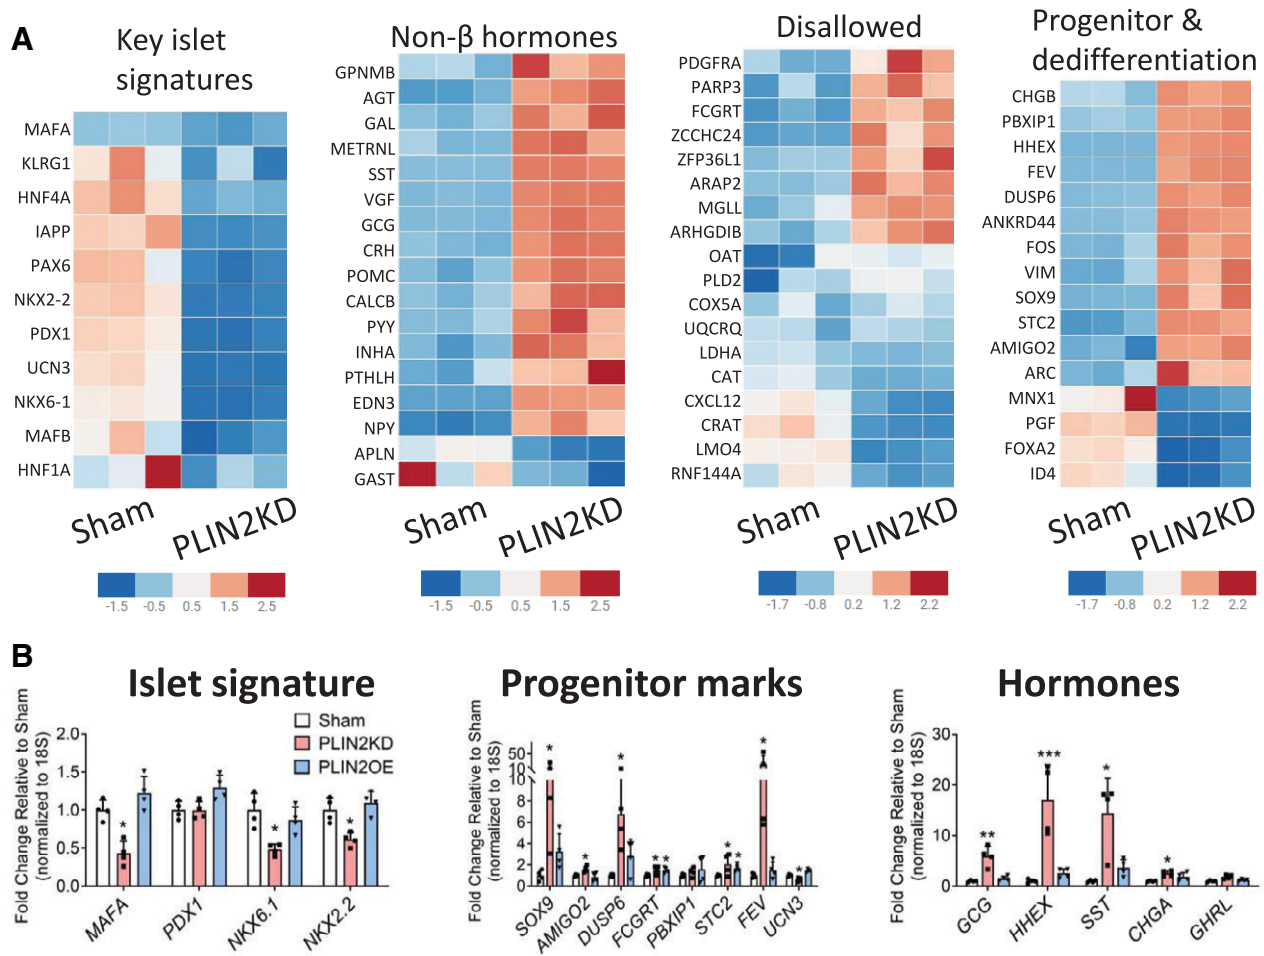 A
Key islet
signatures
MAFA
KLRG1
HNF4A
IAPP
PAX6
NKX2-2
PDX1
UCN3
NKX6-1
MAFB
HNF1A
Sham PLIN2KD
-1.5 -0.5 0.5 1.5 2.5
Non-β hormones
GPNMB
AGT
GAL
METRNL
SST
VGF
GCG
CRH
POMC
CALCB
PYY
INHA
PTHLH
EDN3
NPY
APLN
GAST
Sham PLIN2KD
-1.5 -0.5 0.5 1.5 2.5
Disallowed
PDGFRA
PARP3
FCGRT
ZCCHC24
ZFP36L1
ARAP2
MGLL
ARHGDIB
OAT
PLD2
COX5A
UQCRQ
LDHA
CAT
CXCL12
CRAT
LMO4
RNF144A
Sham PLIN2KD
-1.7 -0.8 0.2 1.2 2.2
Progenitor &
dedifferentiation
CHGB
PBXIP1
HHEX
FEV
DUSP6
ANKRD44
FOS
VIM
SOX9
STC2
AMIGO2
ARC
MNX1
PGF
FOXA2
ID4
Sham PLIN2KD
-1.7 -0.8 0.2 1.2 2.2
B
Islet signature
Fold Change Relative to Sham
(normalized to 18S)
2.0
1.5
1.0
0.5
0.0
Sham
PLIN2KD
PLIN2OE
* * *
MAFA PDX1 NKX6.1 NKX2.2
Progenitor marks
Fold Change Relative to Sham
(normalized to 18S)
50
10
10
8
6
4
2
0
* * * * * * * * *
SOX9 AMIGO2 DUSP6 FCGRT PBXIP1 STC2 FEV UCN3
Hormones
Fold Change Relative to Sham
(normalized to 18S)
30
20
10
0
** *** * *
GCG HHEX SST CHGA GHRL